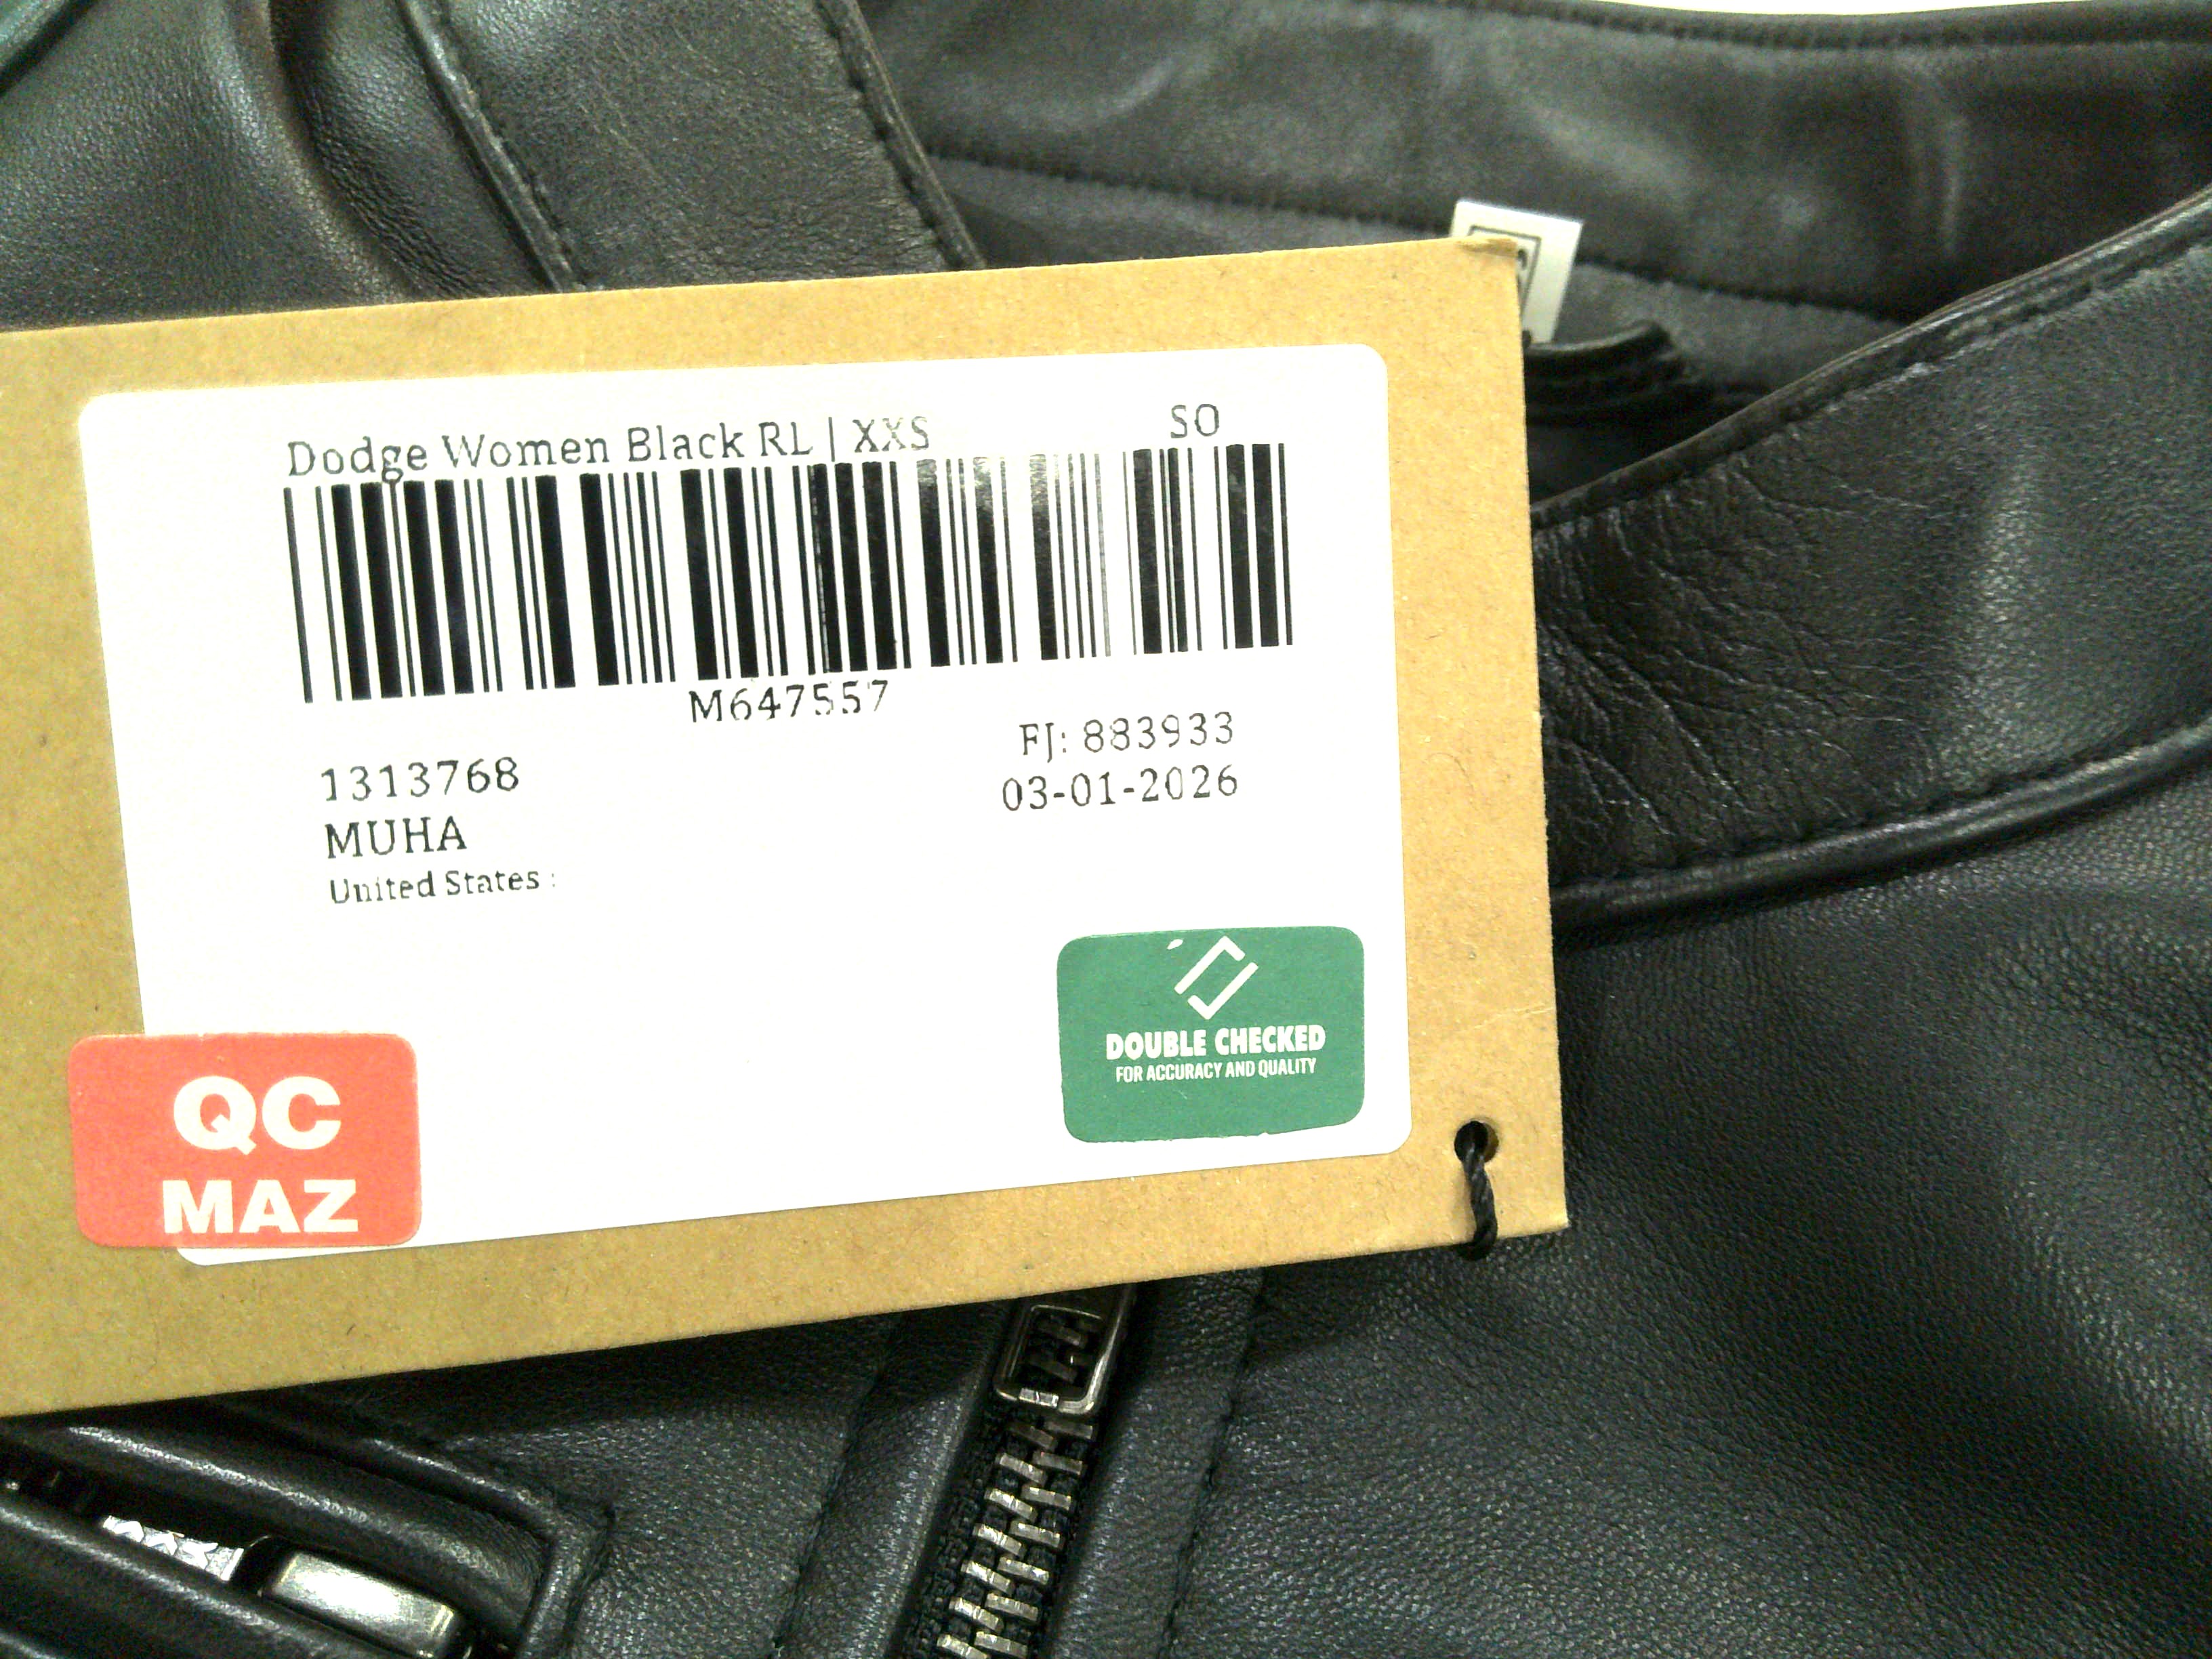 Dodge Women Black RL | XXS
SO
M647557
FJ: 883933
1313768
03-01-2026
MUHA
United States :
DOUBLE CHECKED
FOR ACCURACY AND QUALITY
QC
MAZ